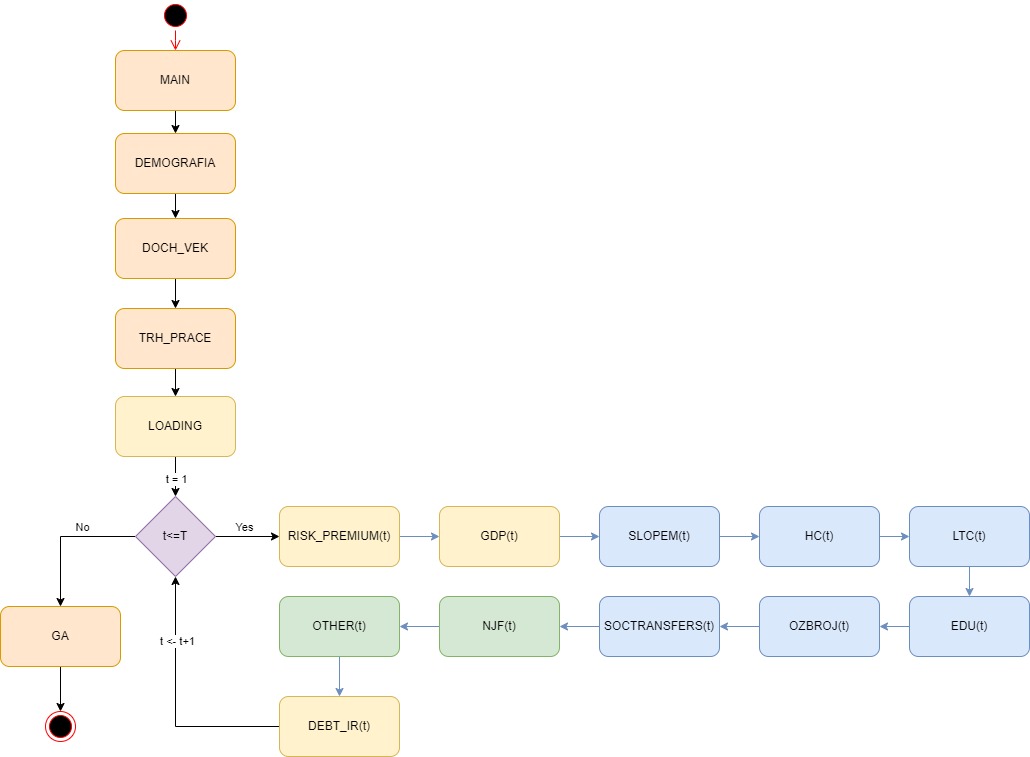 MAIN
DEMOGRAFIA
DOCH_VEK
TRH_PRACE
LOADING
t = 1
t<=T
No
Yes
RISK_PREMIUM(t)
GDP(t)
SLOPEM(t)
HC(t)
LTC(t)
EDU(t)
OZBROJ(t)
SOCTRANSFERS(t)
NJF(t)
OTHER(t)
DEBT_IR(t)
t <- t+1
GA